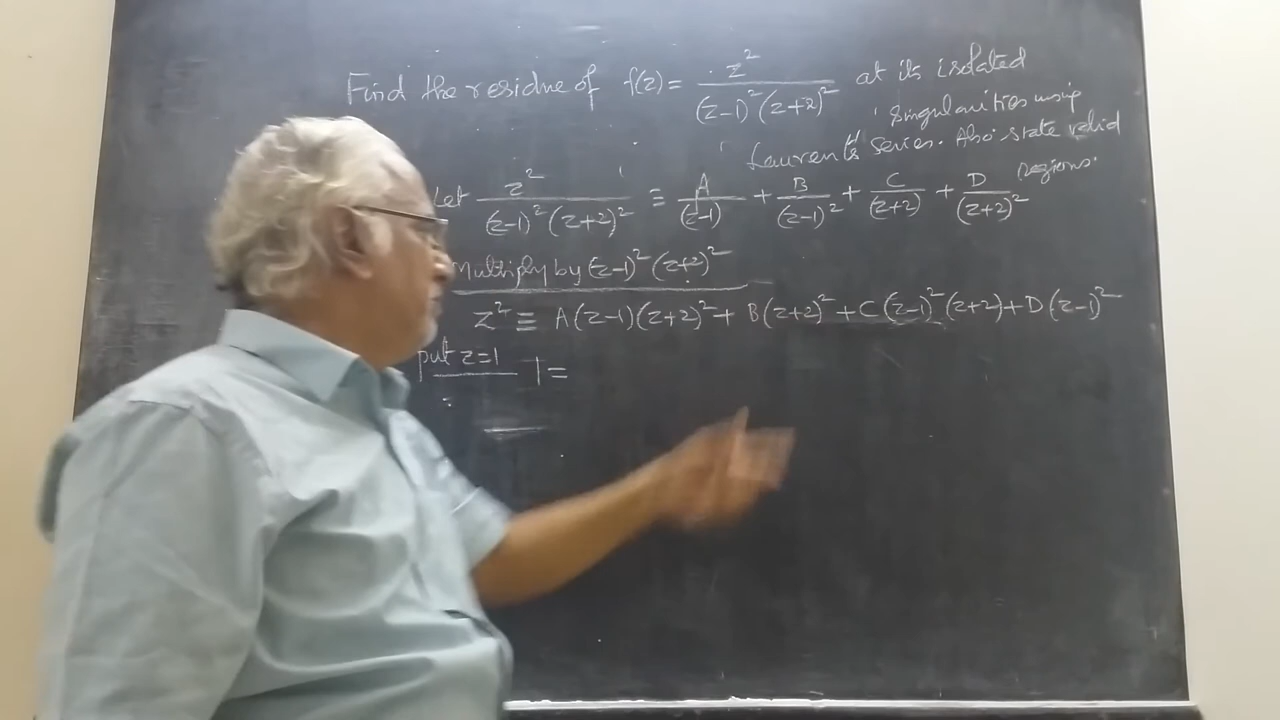 Find the residue of f(z) = z² / (z-1)² (z+2)² at its isolated
singularities using
Laurent's series. Also state valid
regions.
Let z² / (z-1)² (z+2)² ≡ A / (z-1) + B / (z-1)² + C / (z+2) + D / (z+2)²
multiply by (z-1)² (z+2)²
z² ≡ A(z-1)(z+2)² + B(z+2)² + C(z-1)² (z+2) + D(z-1)²
put z=1 1=